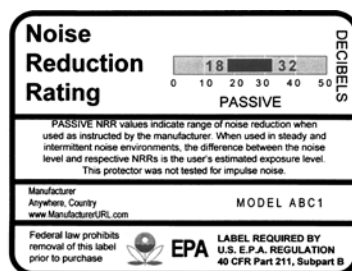 Noise
Reduction
Rating
DECIBELS
18 32
0 10 20 30 40 50
PASSIVE
PASSIVE NRR values indicate range of noise reduction when
used as instructed by the manufacturer. When used in steady and
intermittent noise environments, the difference between the noise
level and respective NRRs is the user's estimated exposure level.
This protector was not tested for impulse noise.
Manufacturer
Anywhere, Country
www.ManufacturerURL.com
MODEL ABC1
Federal law prohibits
removal of this label
prior to purchase
EPA
LABEL REQUIRED BY
U.S. E.P.A. REGULATION
40 CFR Part 211, Subpart B